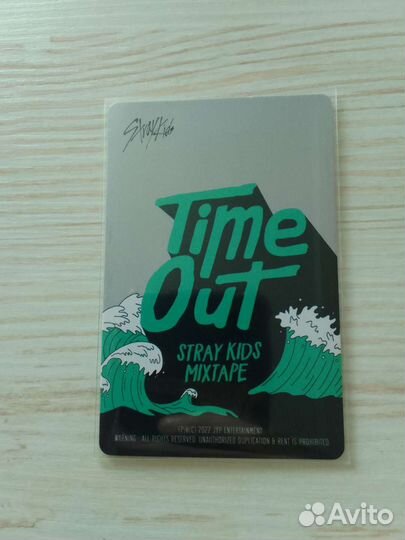 Stray Kids
Time
Out
STRAY KIDS
MIXTAPE
(P)&(C) 2022 JYP ENTERTAINMENT
WARNING : ALL RIGHTS RESERVED. UNAUTHORIZED DUPLICATION & RENT IS PROHIBITED.
Avito